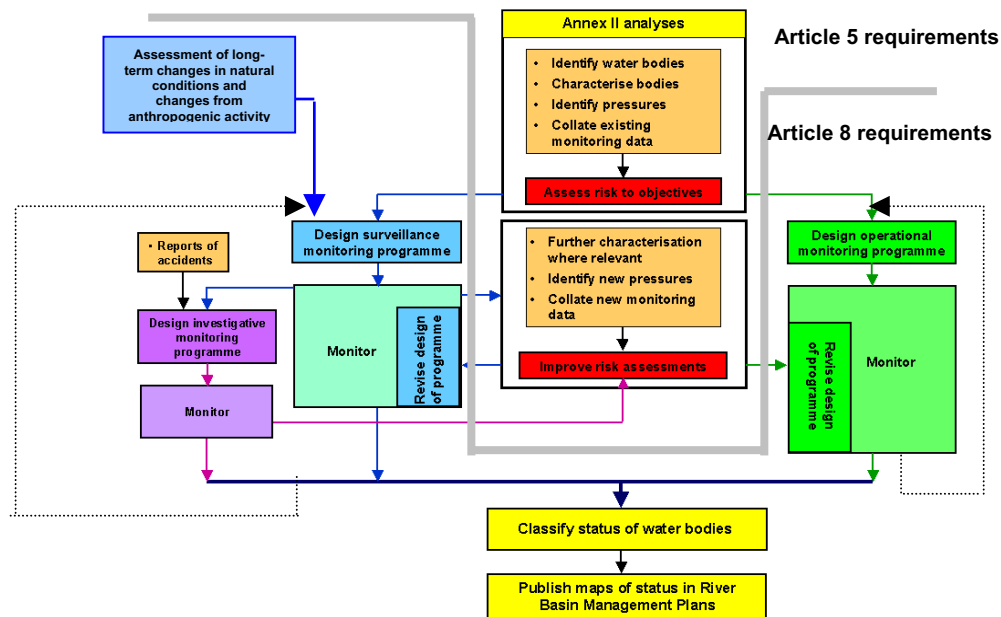 Annex II analyses
Article 5 requirements
Assessment of long-
term changes in natural
conditions and
changes from
anthropogenic activity
• Identify water bodies
• Characterise bodies
• Identify pressures
• Collate existing
monitoring data
Article 8 requirements
Assess risk to objectives
Design surveillance
monitoring programme
Design operational
monitoring programme
• Reports of
accidents
• Further characterisation
where relevant
• Identify new pressures
• Collate new monitoring
data
Design investigative
monitoring
programme
Monitor
Revise design
of programme
Improve risk assessments
Revise design
of programme
Monitor
Monitor
Classify status of water bodies
Publish maps of status in River
Basin Management Plans